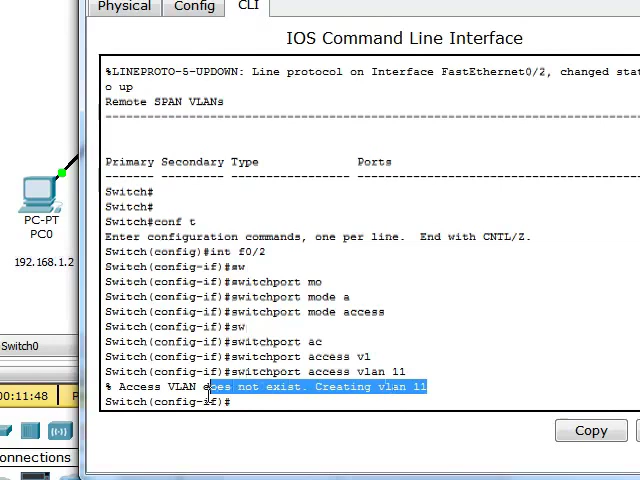 Physical Config CLI
IOS Command Line Interface
%LINEPROTO-5-UPDOWN: Line protocol on Interface FastEthernet0/2, changed stat
o up
Remote SPAN VLANs
------------------------------------------------------------------------------
Primary Secondary Type Ports
------- --------- ----------------- ------------------------------------------
Switch#
Switch#
Switch#conf t
Enter configuration commands, one per line. End with CNTL/Z.
Switch(config)#int f0/2
Switch(config-if)#sw
Switch(config-if)#switchport mo
Switch(config-if)#switchport mode a
Switch(config-if)#switchport mode access
Switch(config-if)#sw
Switch(config-if)#switchport ac
Switch(config-if)#switchport access vl
Switch(config-if)#switchport access vlan 11
% Access VLAN does not exist. Creating vlan 11
Switch(config-if)#
Copy
PC-PT
PC0
192.168.1.2
Switch0
00:11:48 P
onnections